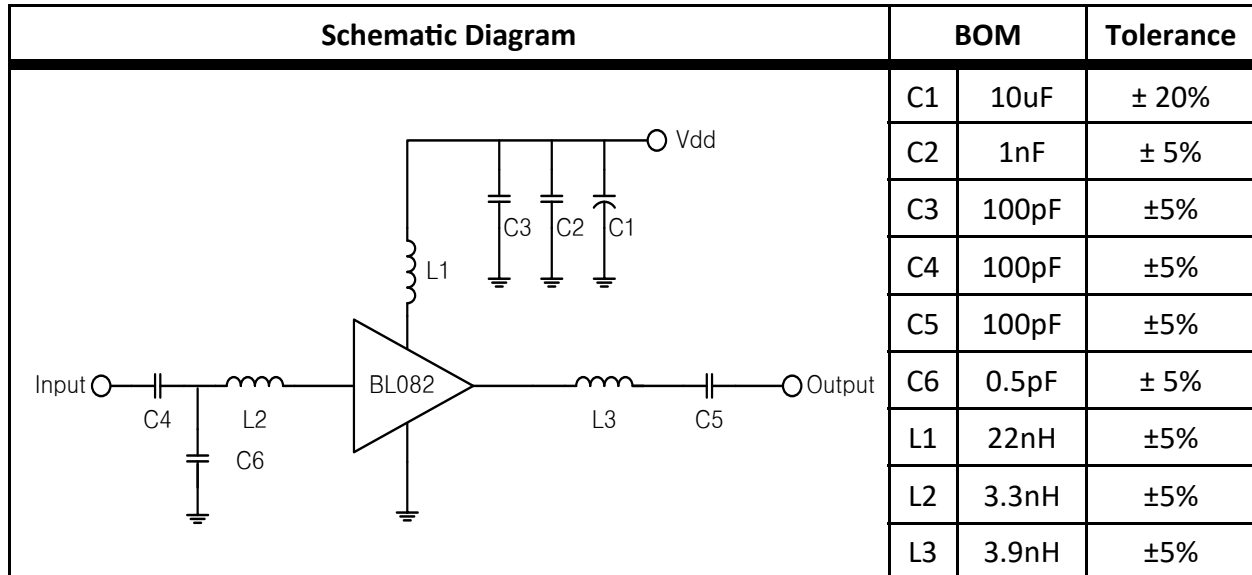 Schematic Diagram BOM Tolerance
C1 10uF ± 20%
C2 1nF ± 5%
C3 100pF ±5%
C4 100pF ±5%
C5 100pF ±5%
C6 0.5pF ± 5%
L1 22nH ±5%
L2 3.3nH ±5%
L3 3.9nH ±5%
Vdd
C3 C2 C1
L1
Input BL082 Output
C4 L2 L3 C5
C6